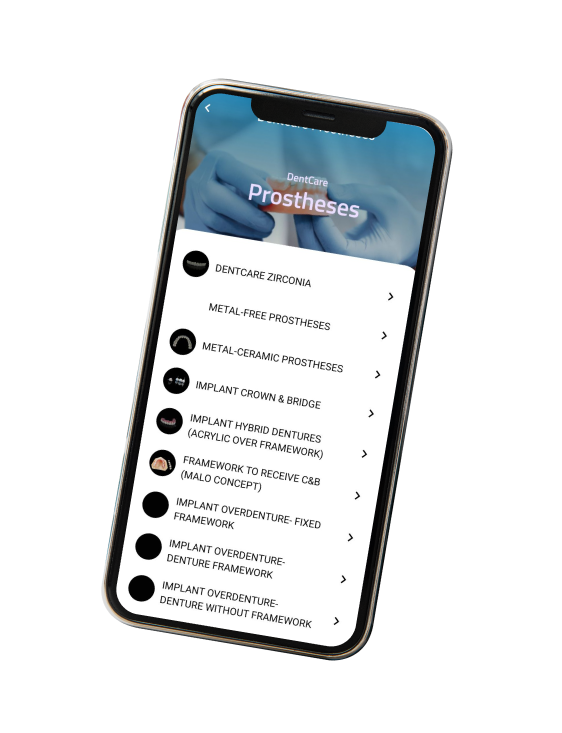 DentCare
Prostheses
DENTCARE ZIRCONIA
METAL-FREE PROSTHESES
METAL-CERAMIC PROSTHESES
IMPLANT CROWN & BRIDGE
IMPLANT HYBRID DENTURES
(ACRYLIC OVER FRAMEWORK)
FRAMEWORK TO RECEIVE C&B
(MALO CONCEPT)
IMPLANT OVERDENTURE- FIXED
FRAMEWORK
IMPLANT OVERDENTURE-
DENTURE FRAMEWORK
IMPLANT OVERDENTURE-
DENTURE WITHOUT FRAMEWORK